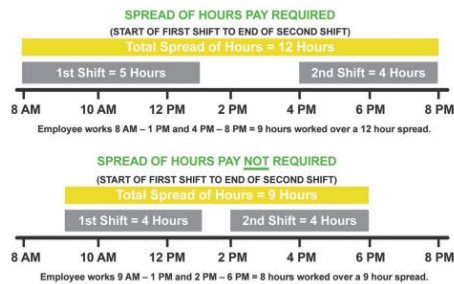 SPREAD OF HOURS PAY REQUIRED
(START OF FIRST SHIFT TO END OF SECOND SHIFT)
Total Spread of Hours = 12 Hours
1st Shift = 5 Hours 2nd Shift = 4 Hours
8 AM 10 AM 12 PM 2 PM 4 PM 6 PM 8 PM
Employee works 8 AM – 1 PM and 4 PM – 8 PM = 9 hours worked over a 12 hour spread.
SPREAD OF HOURS PAY NOT REQUIRED
(START OF FIRST SHIFT TO END OF SECOND SHIFT)
Total Spread of Hours = 9 Hours
1st Shift = 4 Hours 2nd Shift = 4 Hours
8 AM 10 AM 12 PM 2 PM 4 PM 6 PM 8 PM
Employee works 9 AM – 1 PM and 2 PM – 6 PM = 8 hours worked over a 9 hour spread.